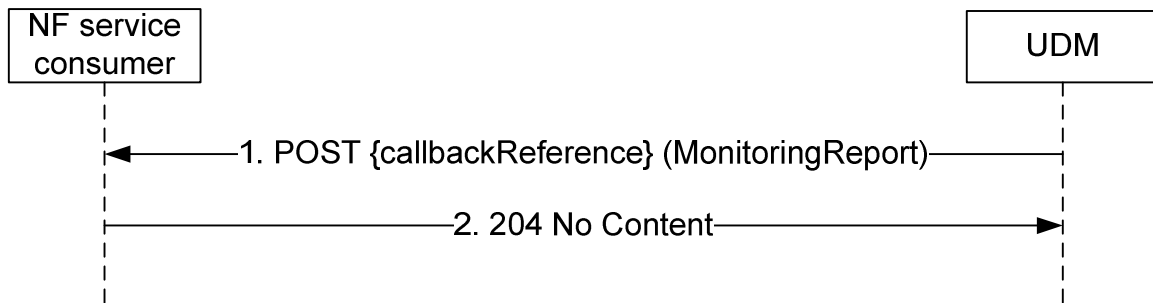 NF service
consumer
UDM
1. POST {callbackReference} (MonitoringReport)
2. 204 No Content